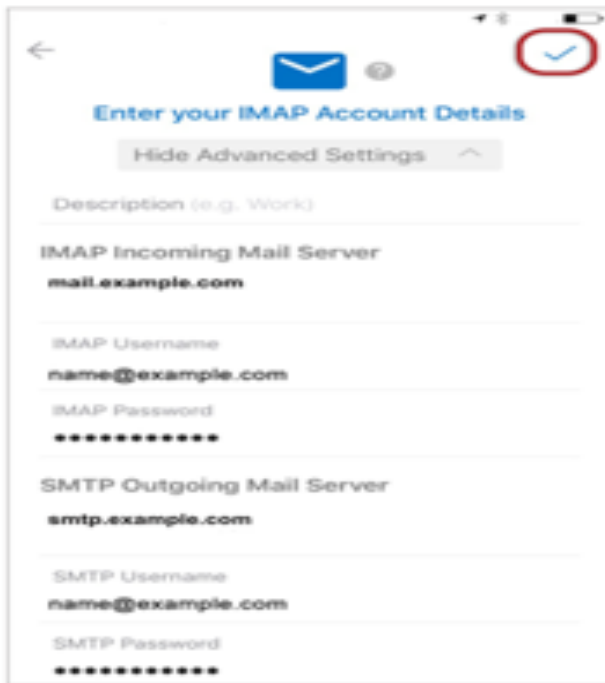 Enter your IMAP Account Details
Hide Advanced Settings
Description (e.g. Work)
IMAP Incoming Mail Server
mail.example.com
IMAP Username
name@example.com
IMAP Password
•••••••••••
SMTP Outgoing Mail Server
smtp.example.com
SMTP Username
name@example.com
SMTP Password
•••••••••••